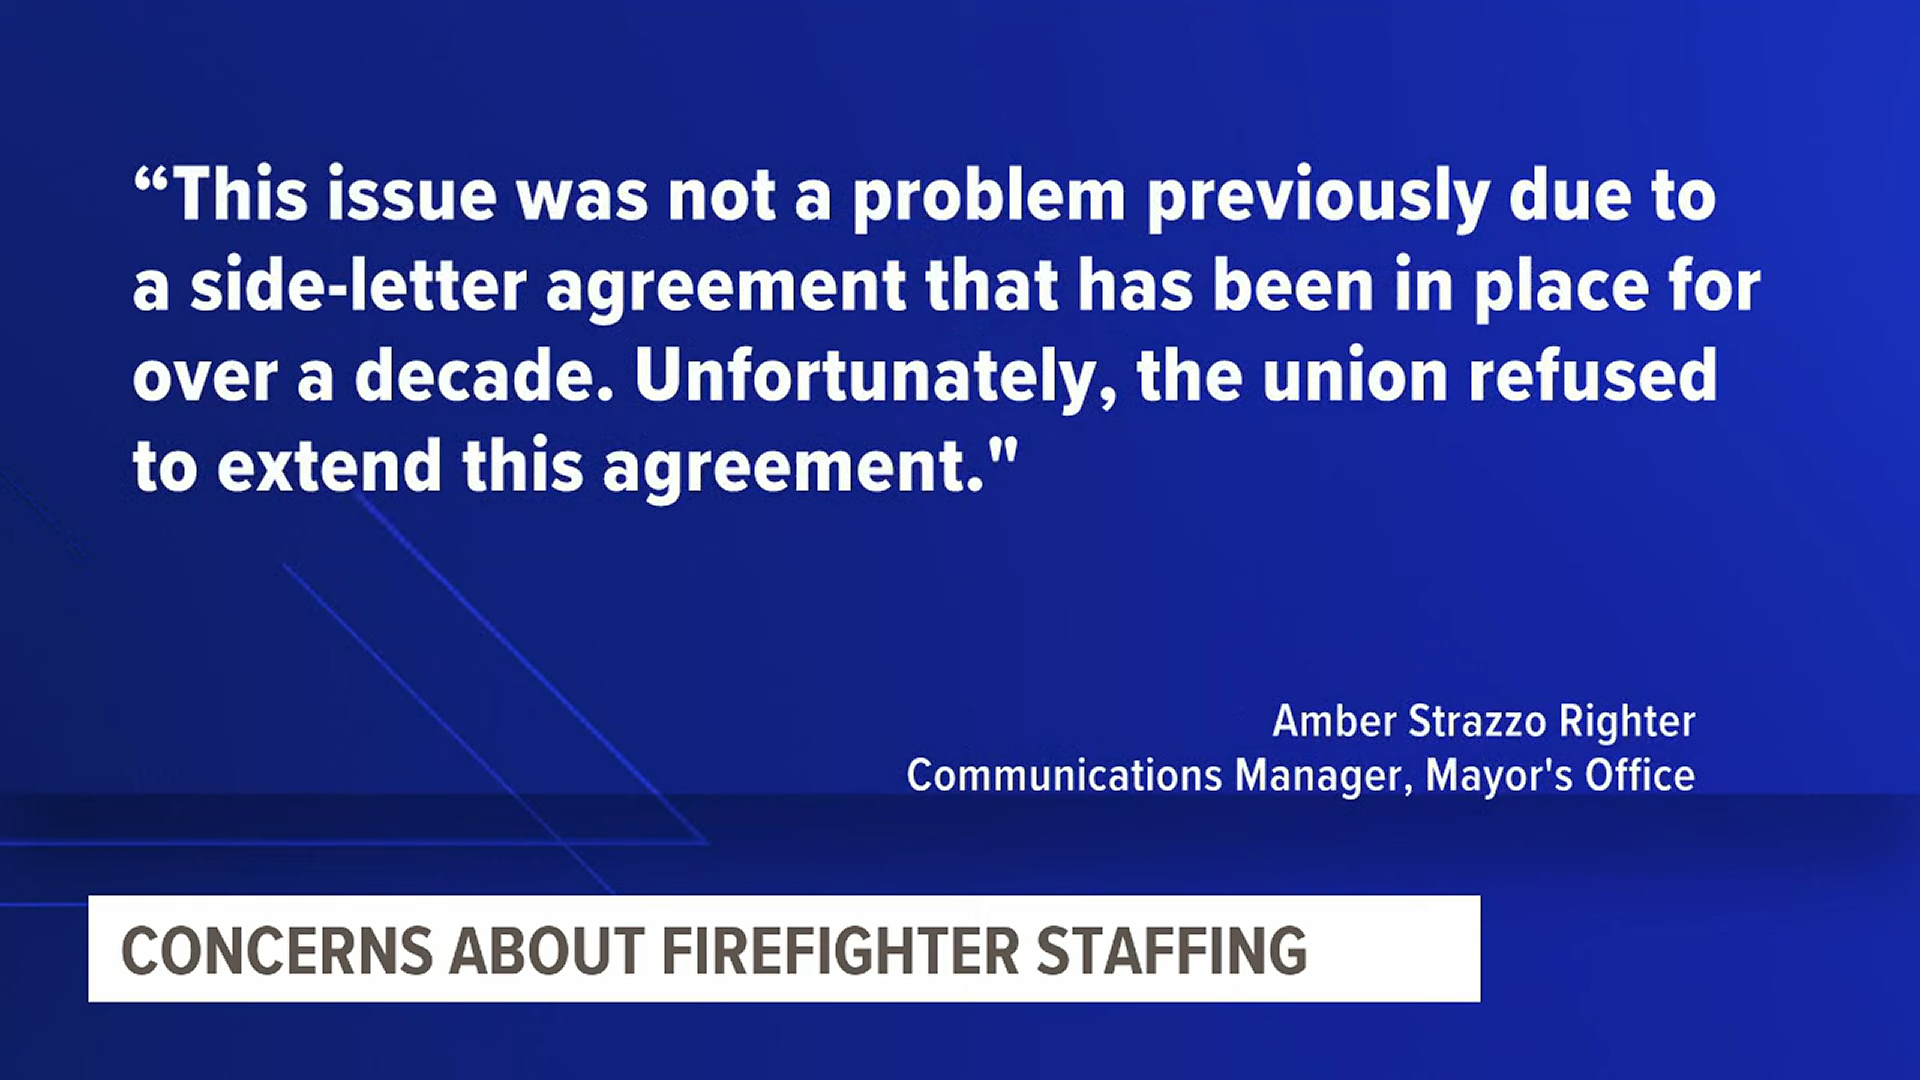 “This issue was not a problem previously due to
a side-letter agreement that has been in place for
over a decade. Unfortunately, the union refused
to extend this agreement."
Amber Strazzo Righter
Communications Manager, Mayor's Office
CONCERNS ABOUT FIREFIGHTER STAFFING